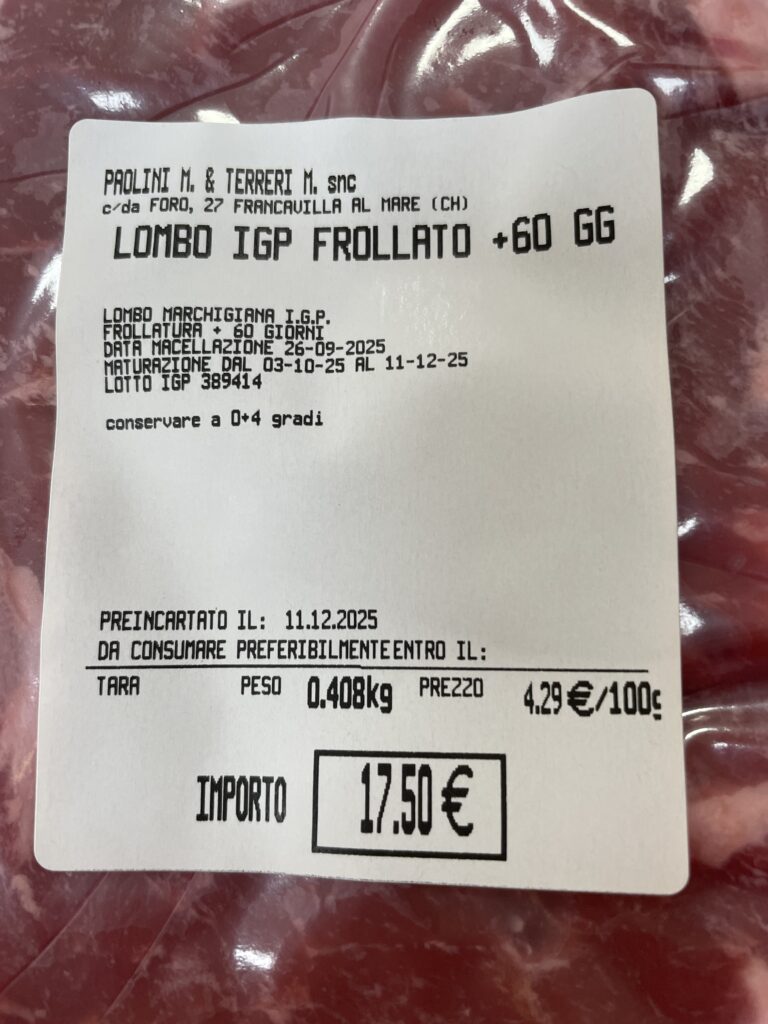 PAOLINI M. & TERRERI M. snc
c/da FORO, 27 FRANCAVILLA AL MARE (CH)
LOMBO IGP FROLLATO +60 GG
LOMBO MARCHIGIANA I.G.P.
FROLLATURA + 60 GIORNI
DATA MACELLAZIONE 26-09-2025
MATURAZIONE DAL 03-10-25 AL 11-12-25
LOTTO IGP 389414
conservare a 0+4 gradi
PREINCARTATO IL: 11.12.2025
DA CONSUMARE PREFERIBILMENTE ENTRO IL:
TARA PESO 0.408kg PREZZO 4.29 €/100g
IMPORTO 17.50 €